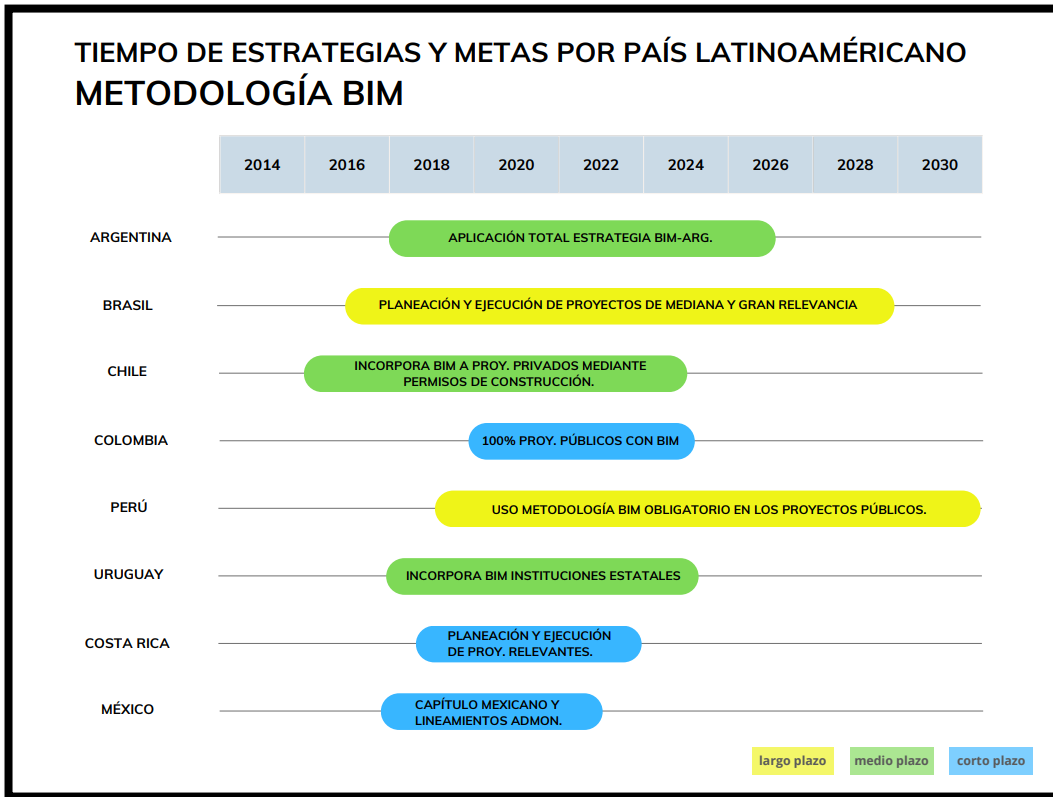 TIEMPO DE ESTRATEGIAS Y METAS POR PAÍS LATINOAMÉRICANO
METODOLOGÍA BIM
2014 2016 2018 2020 2022 2024 2026 2028 2030
ARGENTINA APLICACIÓN TOTAL ESTRATEGIA BIM-ARG.
BRASIL PLANEACIÓN Y EJECUCIÓN DE PROYECTOS DE MEDIANA Y GRAN RELEVANCIA
CHILE INCORPORA BIM A PROY. PRIVADOS MEDIANTE
PERMISOS DE CONSTRUCCIÓN.
COLOMBIA 100% PROY. PÚBLICOS CON BIM
PERÚ USO METODOLOGÍA BIM OBLIGATORIO EN LOS PROYECTOS PÚBLICOS.
URUGUAY INCORPORA BIM INSTITUCIONES ESTATALES
COSTA RICA PLANEACIÓN Y EJECUCIÓN
DE PROY. RELEVANTES.
MÉXICO CAPÍTULO MEXICANO Y
LINEAMIENTOS ADMON.
largo plazo medio plazo corto plazo